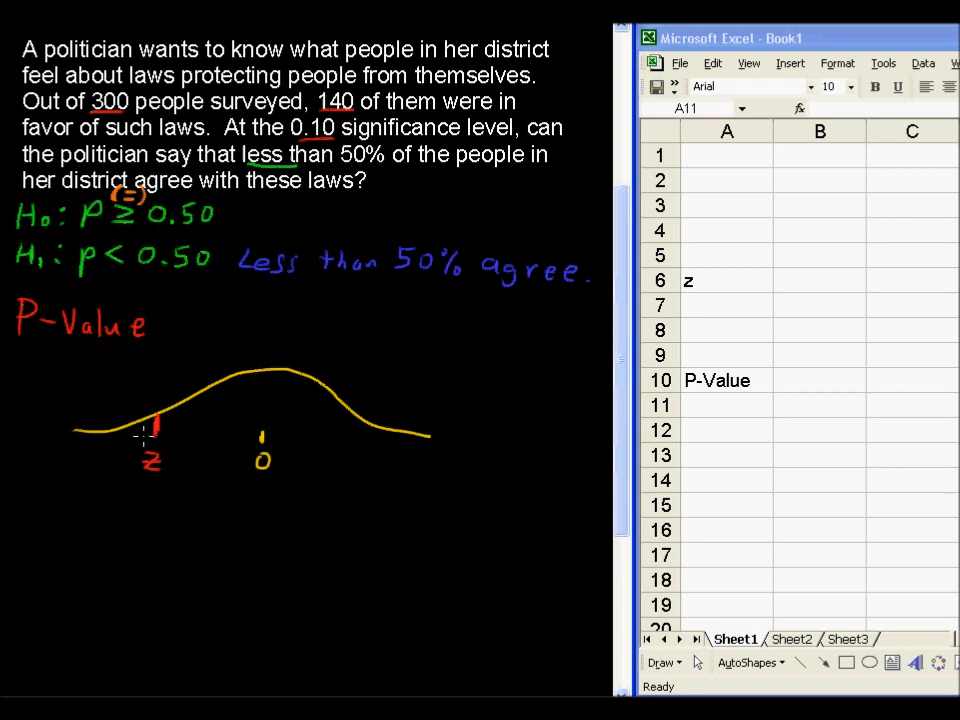 A politician wants to know what people in her district
feel about laws protecting people from themselves.
Out of 300 people surveyed, 140 of them were in
favor of such laws. At the 0.10 significance level, can
the politician say that less than 50% of the people in
her district agree with these laws?
(=)
H₀: p ≥ 0.50
H₁: p < 0.50 Less than 50% agree.
P-Value
z 0
Microsoft Excel - Book1
File Edit View Insert Format Tools Data W
» Arial 10 B U
A11 fx
A B C
1
2
3
4
5
6 z
7
8
9
10 P-Value
11
12
13
14
15
16
17
18
19
20
Sheet1 Sheet2 Sheet3
Draw AutoShapes
Ready